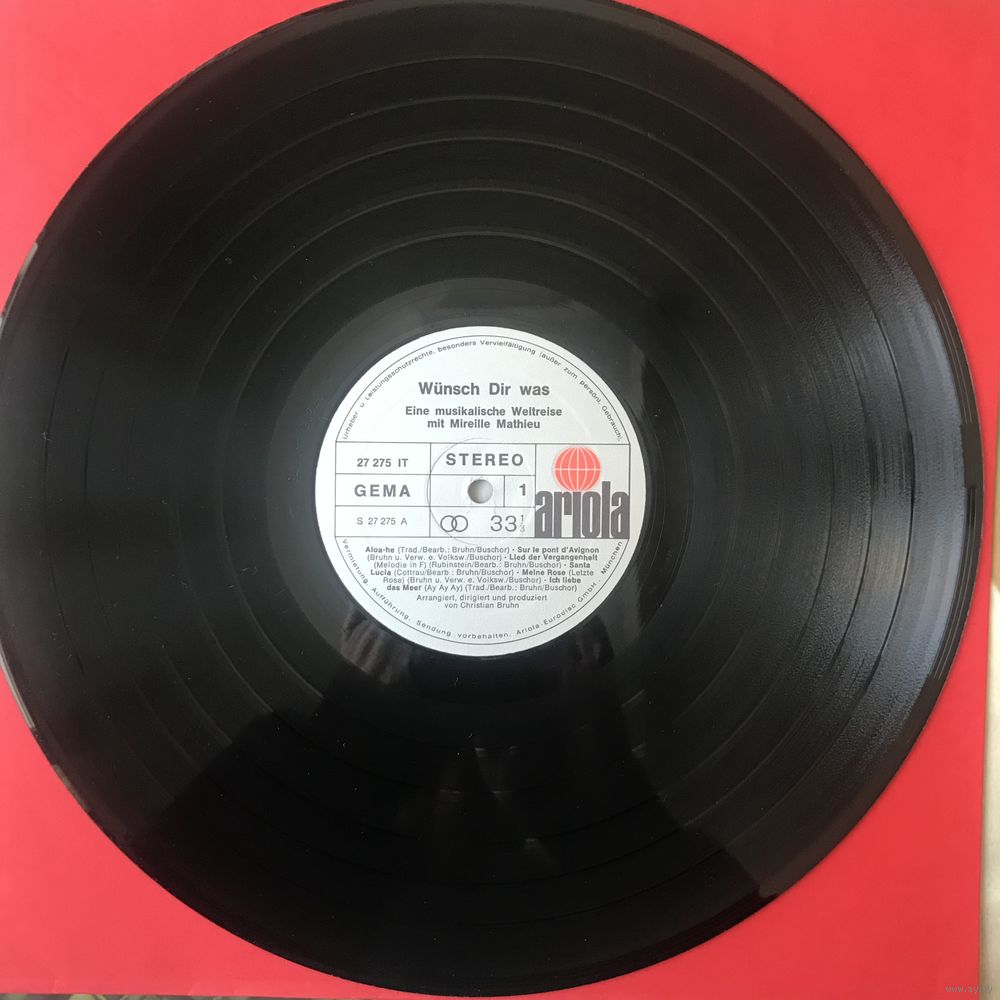 Urheber- u. Leistungsschutzrechte, besonders Vervielfältigung (außer zum persönl. Gebrauch),
Wünsch Dir was
Eine musikalische Weltreise
mit Mireille Mathieu
27 275 IT
STEREO
GEMA
1
S 27 275 A
33 1/3
ariola
Aloa-he (Trad./Bearb.: Bruhn/Buschor) · Sur le pont d'Avignon
(Bruhn u. Verw. e. Volksw./Buschor) · Lied der Vergangenheit
(Melodie in F) (Rubinstein/Bearb.: Bruhn/Buschor) · Santa
Lucia (Cottrau/Bearb.: Bruhn/Buschor) · Meine Rose (Letzte
Rose) (Bruhn u. Verw. e. Volksw./Buschor) · Ich liebe
das Meer (Ay Ay Ay) (Trad./Bearb.: Bruhn/Buschor)
Arrangiert, dirigiert und produziert
von Christian Bruhn
Vermietung, Aufführung, Sendung vorbehalten. Ariola-Eurodisc GmbH., München